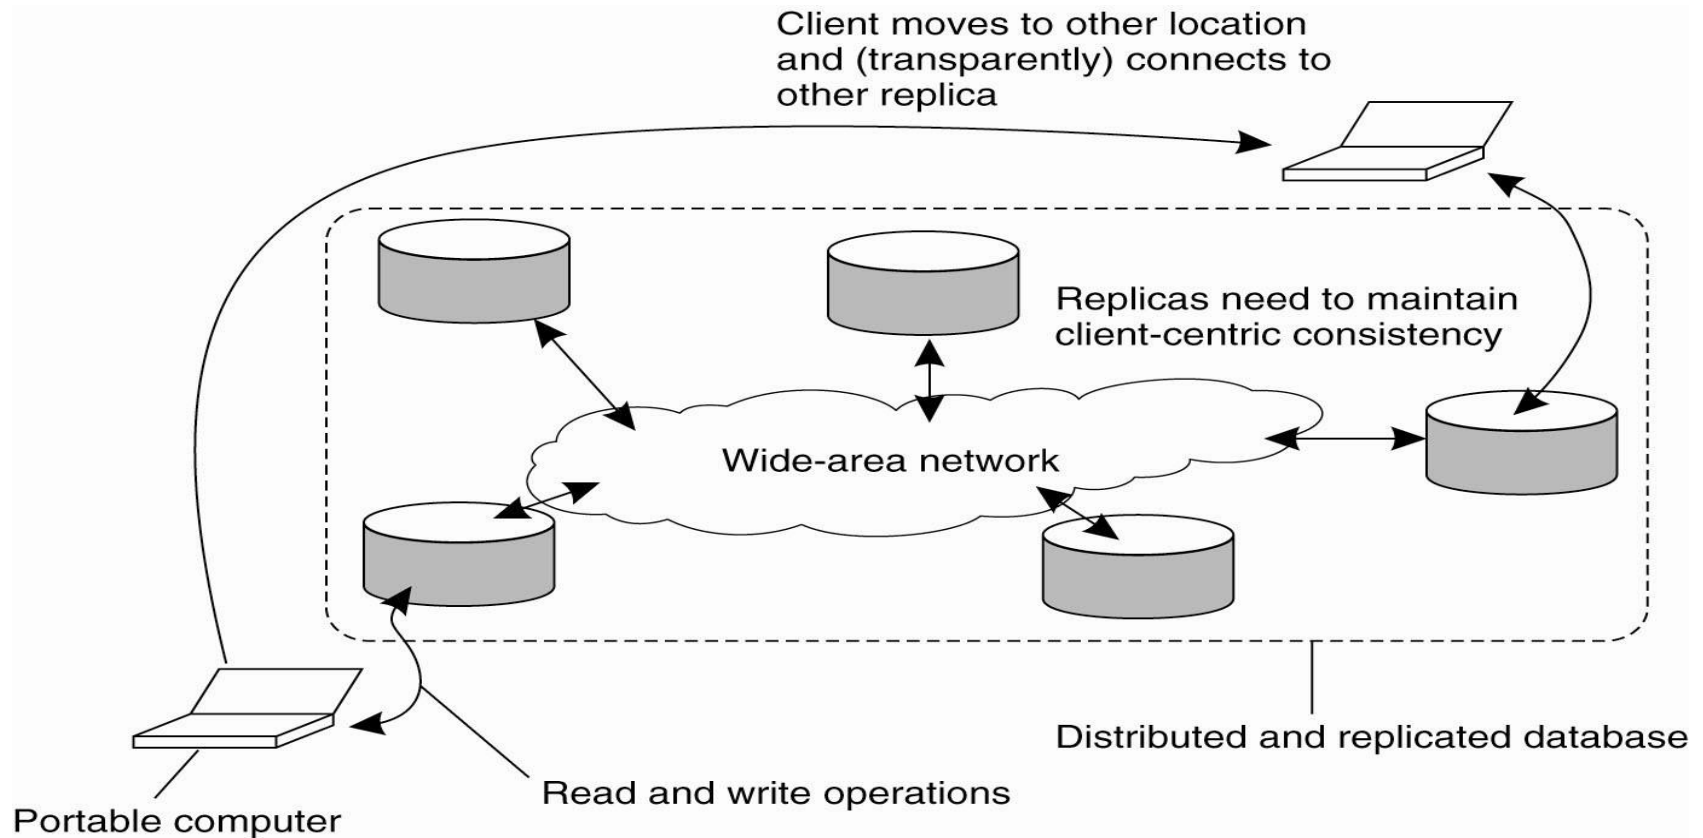 Client moves to other location
and (transparently) connects to
other replica
Replicas need to maintain
client-centric consistency
Wide-area network
Distributed and replicated database
Read and write operations
Portable computer